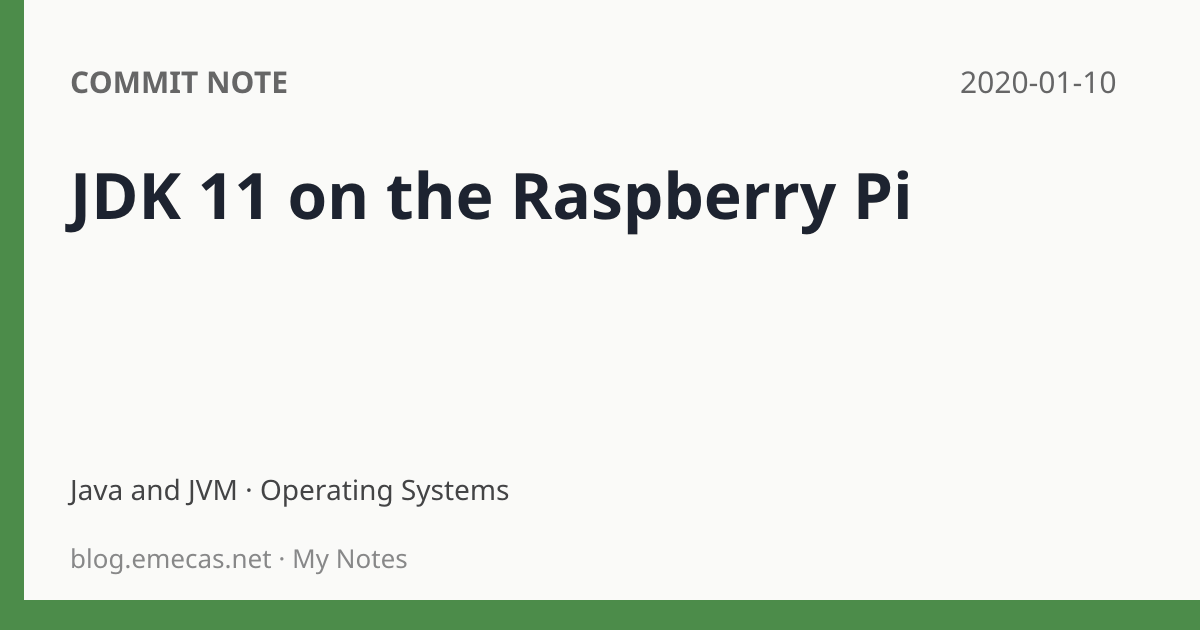 COMMIT NOTE
2020-01-10
JDK 11 on the Raspberry Pi
Java and JVM · Operating Systems
blog.emecas.net · My Notes